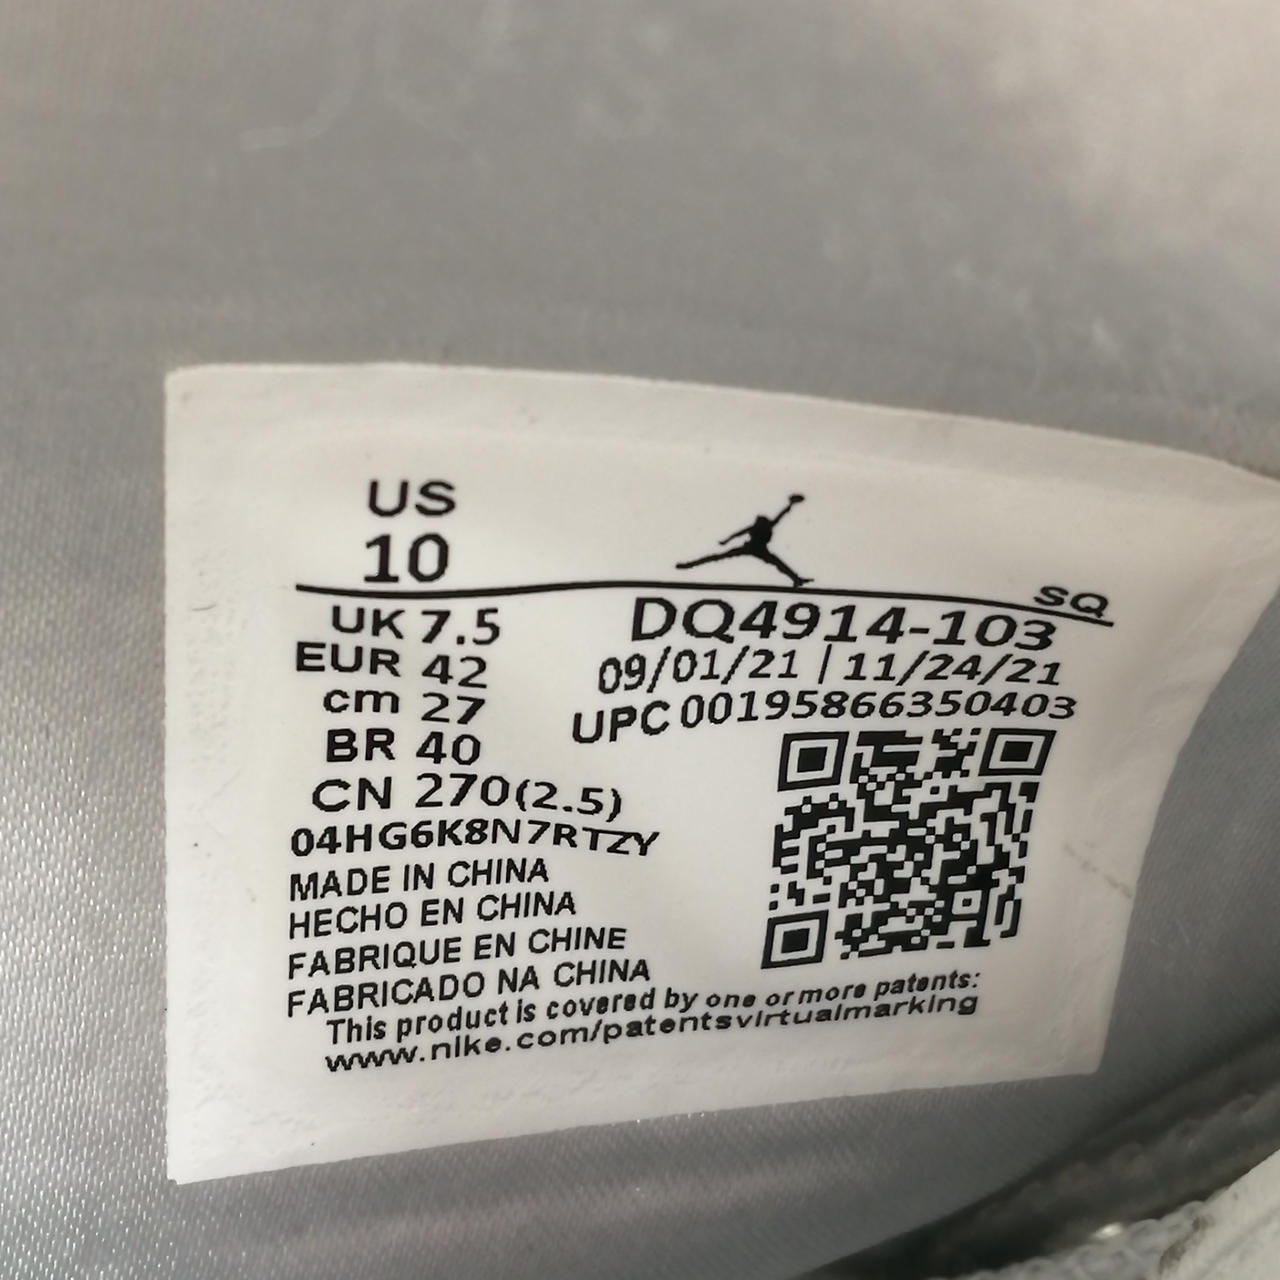 US
10
SQ
UK 7.5
EUR 42
cm 27
BR 40
CN 270(2.5)
DQ4914-103
09/01/21 | 11/24/21
UPC 00195866350403
04HG6K8N7RTZY
MADE IN CHINA
HECHO EN CHINA
FABRIQUE EN CHINE
FABRICADO NA CHINA
This product is covered by one or more patents:
www.nike.com/patentsvirtualmarking